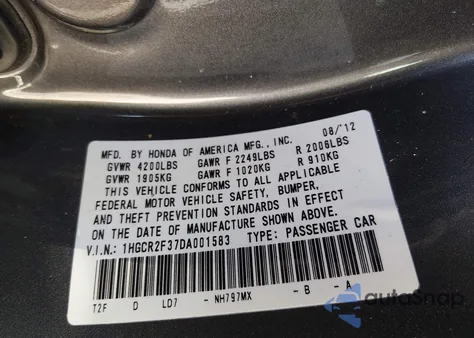 MFD. BY HONDA OF AMERICA MFG., INC. 08/'12
GVWR 4200LBS GAWR F 2249LBS R 2006LBS
GVWR 1905KG GAWR F 1020KG R 910KG
THIS VEHICLE CONFORMS TO ALL APPLICABLE
FEDERAL MOTOR VEHICLE SAFETY, BUMPER,
AND THEFT PREVENTION STANDARDS IN EFFECT
ON THE DATE OF MANUFACTURE SHOWN ABOVE.
V.I.N.: 1HGCR2F37DA001583 TYPE: PASSENGER CAR
T2F D LD7 - NH797MX - B - A
autoSnap